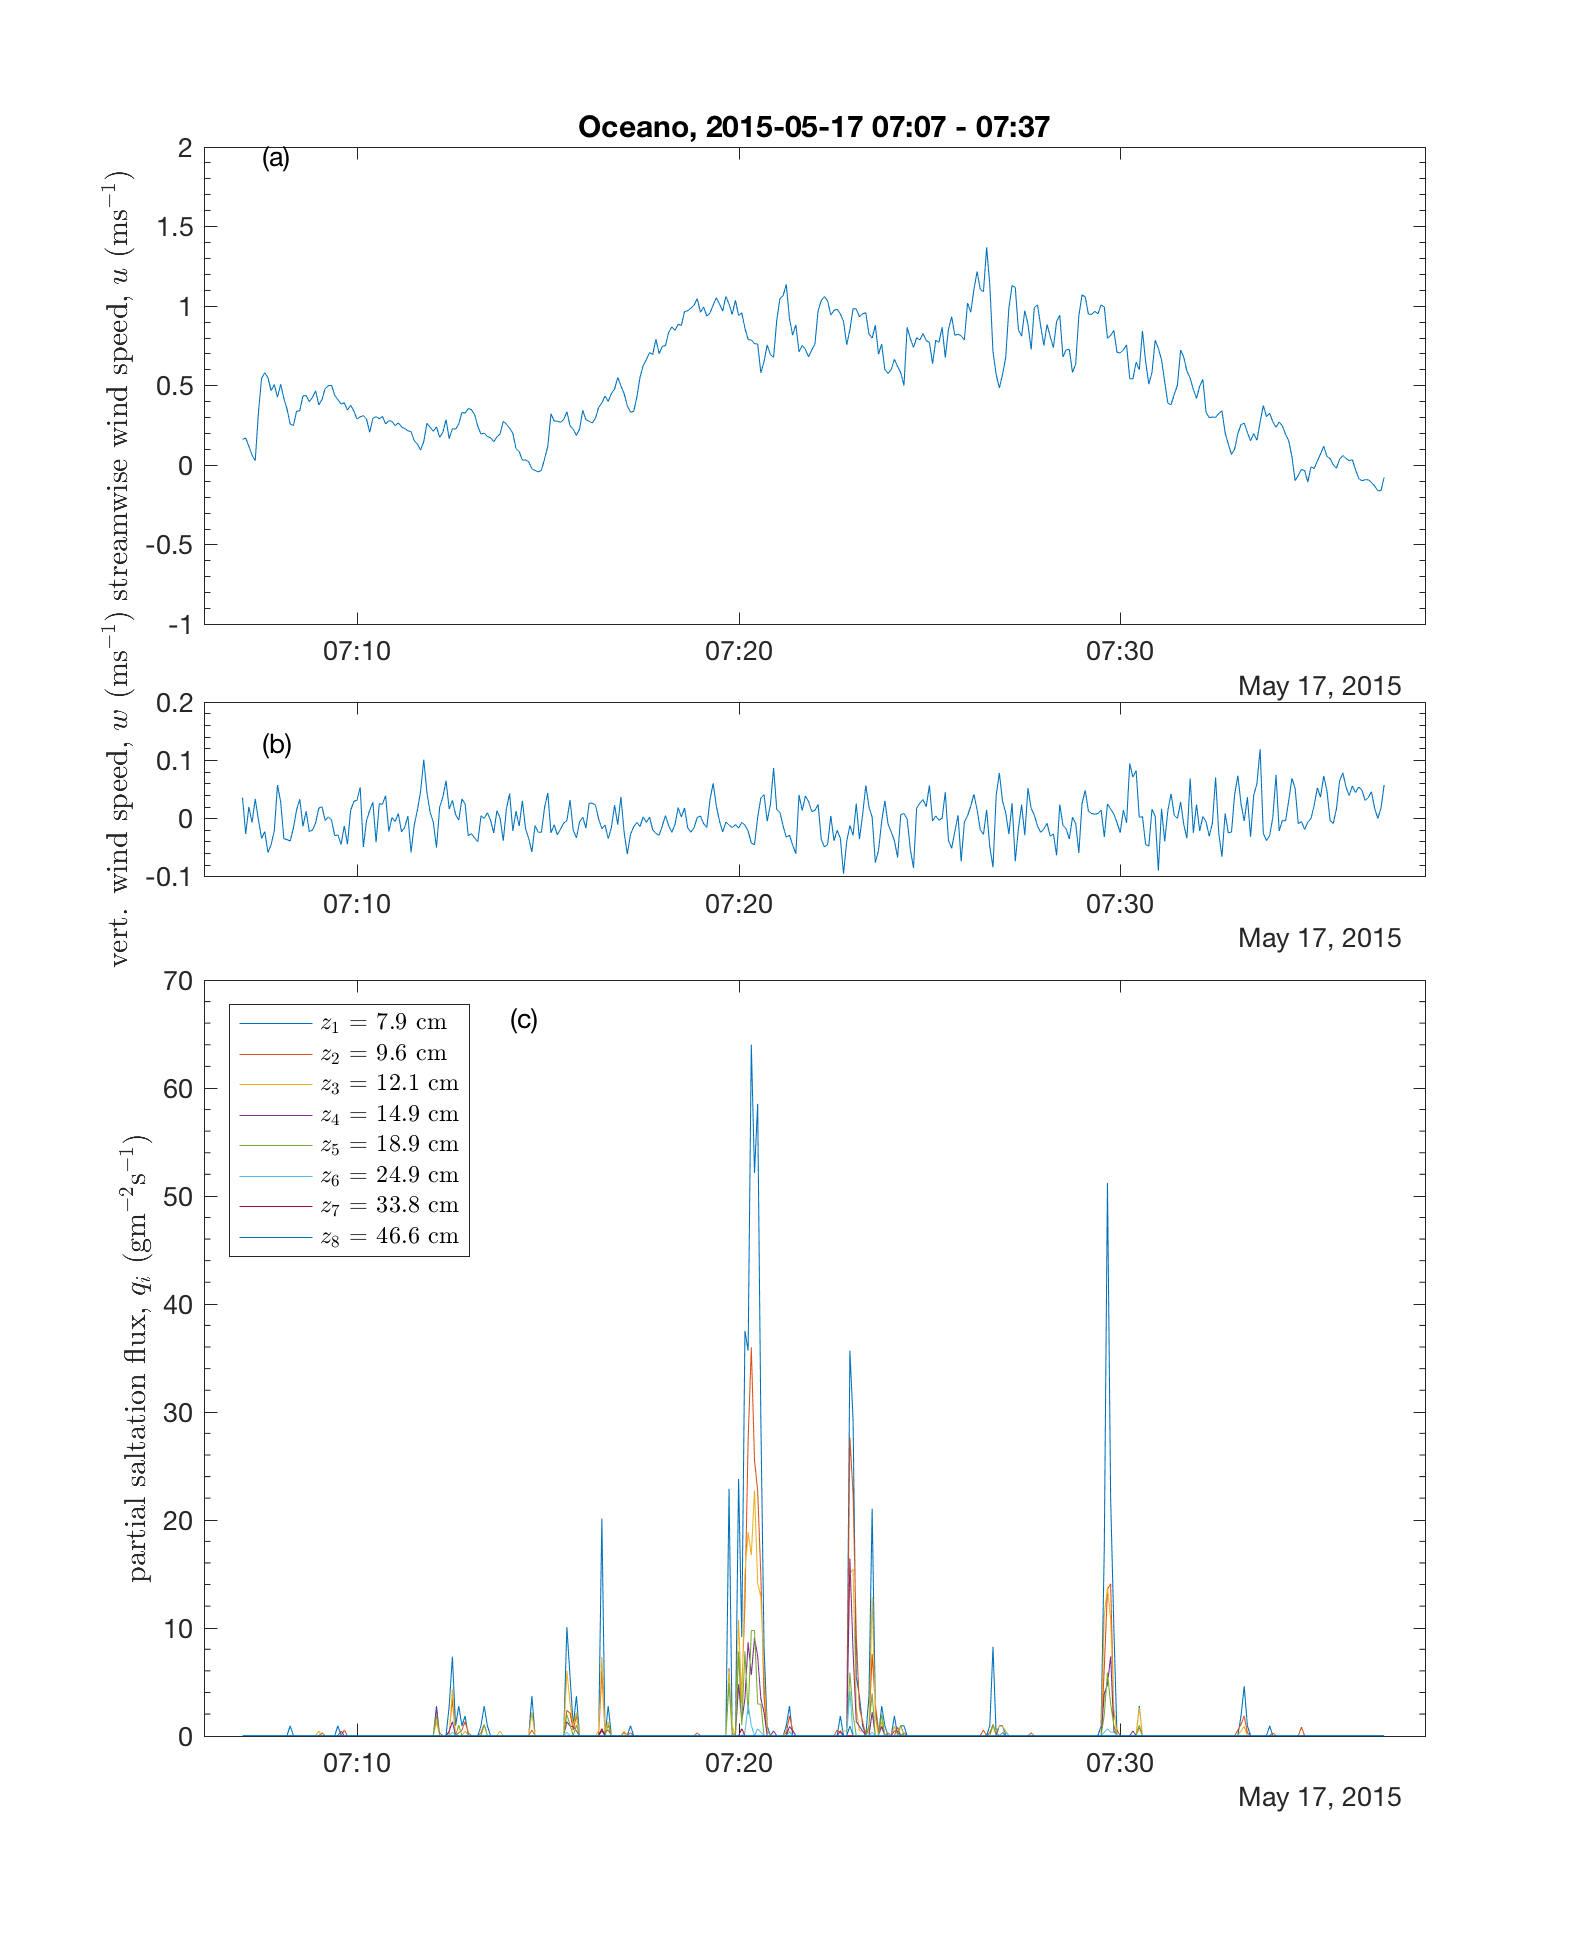 Oceano, 2015-05-17 07:07 - 07:37
(a)
streamwise wind speed, u (ms⁻¹)
2
1.5
1
0.5
0
-0.5
-1
07:10 07:20 07:30
May 17, 2015
(b)
vert. wind speed, w (ms⁻¹)
0.2
0.1
0
-0.1
07:10 07:20 07:30
May 17, 2015
(c)
partial saltation flux, qᵢ (gm⁻²s⁻¹)
70
60
50
40
30
20
10
0
z₁ = 7.9 cm
z₂ = 9.6 cm
z₃ = 12.1 cm
z₄ = 14.9 cm
z₅ = 18.9 cm
z₆ = 24.9 cm
z₇ = 33.8 cm
z₈ = 46.6 cm
07:10 07:20 07:30
May 17, 2015